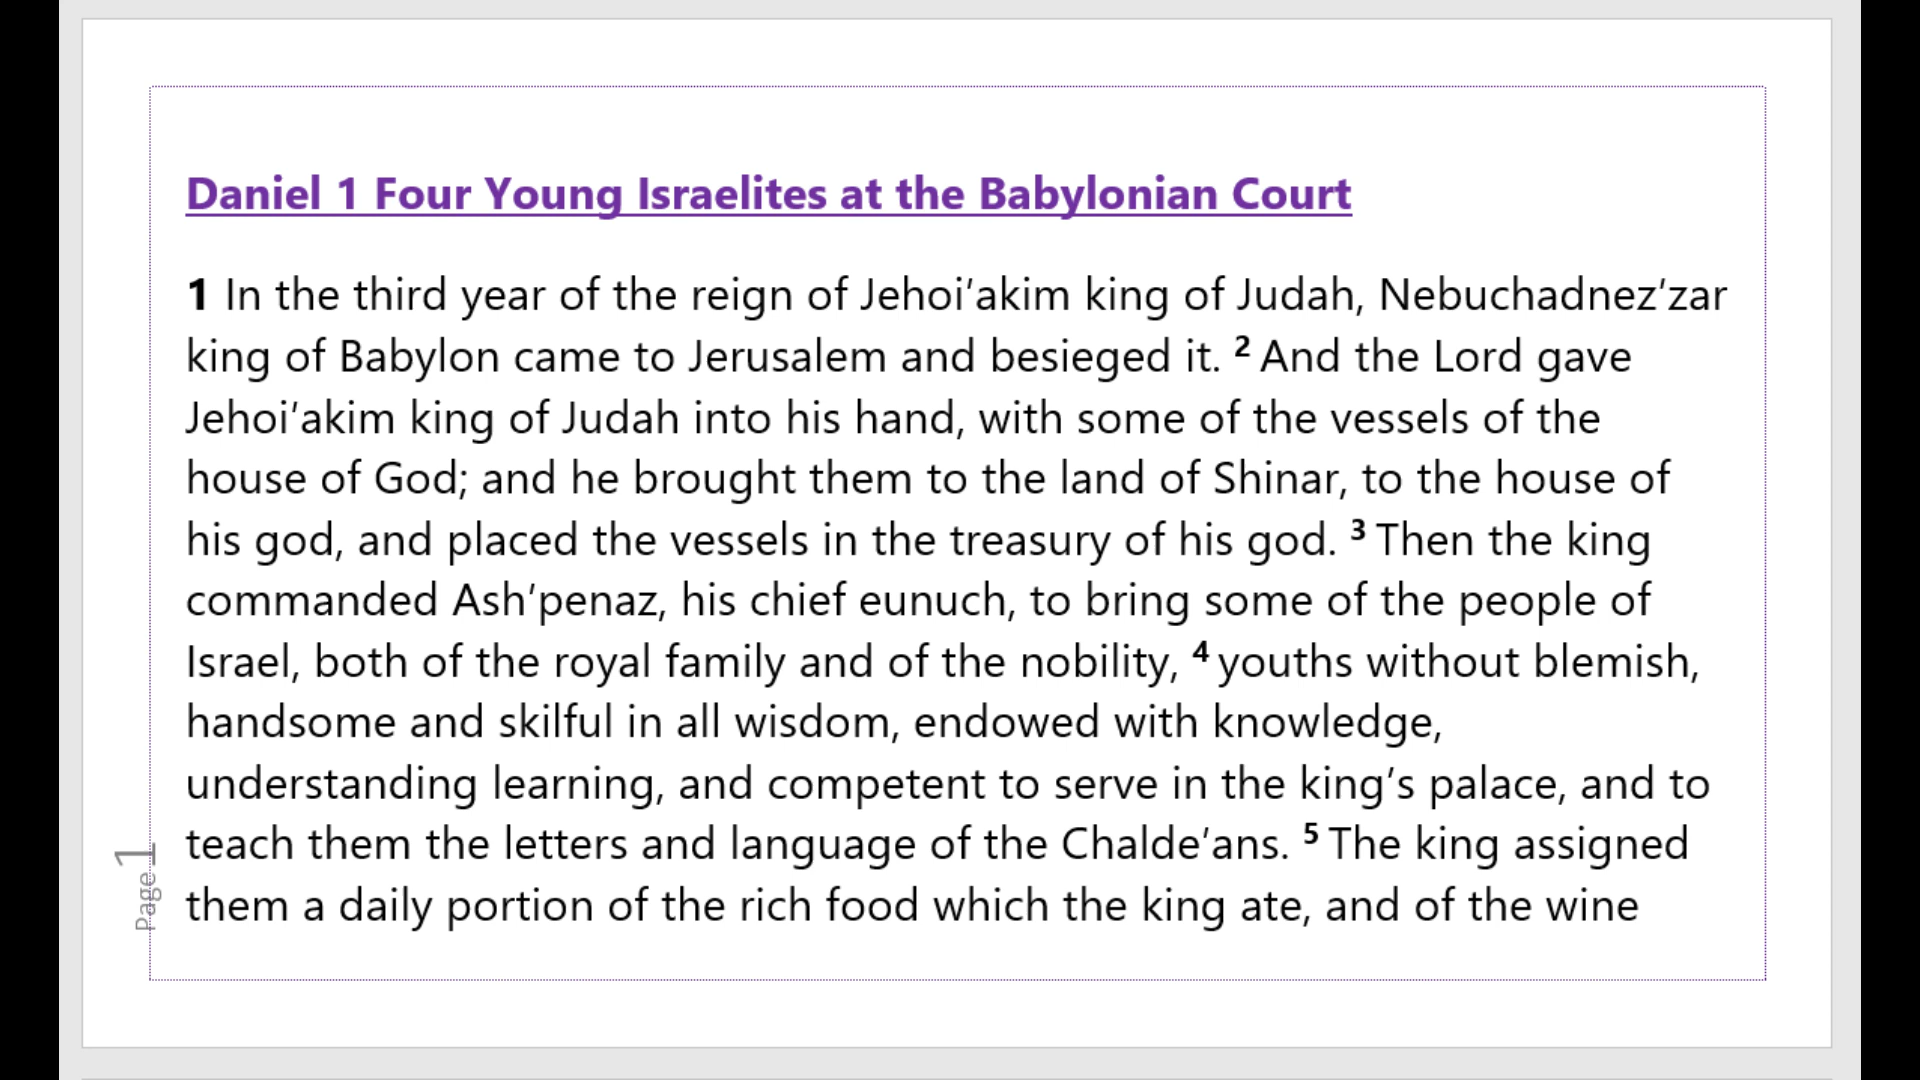 Daniel 1 Four Young Israelites at the Babylonian Court
1 In the third year of the reign of Jehoi′akim king of Judah, Nebuchadnez′zar
king of Babylon came to Jerusalem and besieged it. 2 And the Lord gave
Jehoi′akim king of Judah into his hand, with some of the vessels of the
house of God; and he brought them to the land of Shinar, to the house of
his god, and placed the vessels in the treasury of his god. 3 Then the king
commanded Ash′penaz, his chief eunuch, to bring some of the people of
Israel, both of the royal family and of the nobility, 4 youths without blemish,
handsome and skilful in all wisdom, endowed with knowledge,
understanding learning, and competent to serve in the king’s palace, and to
teach them the letters and language of the Chalde′ans. 5 The king assigned
them a daily portion of the rich food which the king ate, and of the wine
Page 1